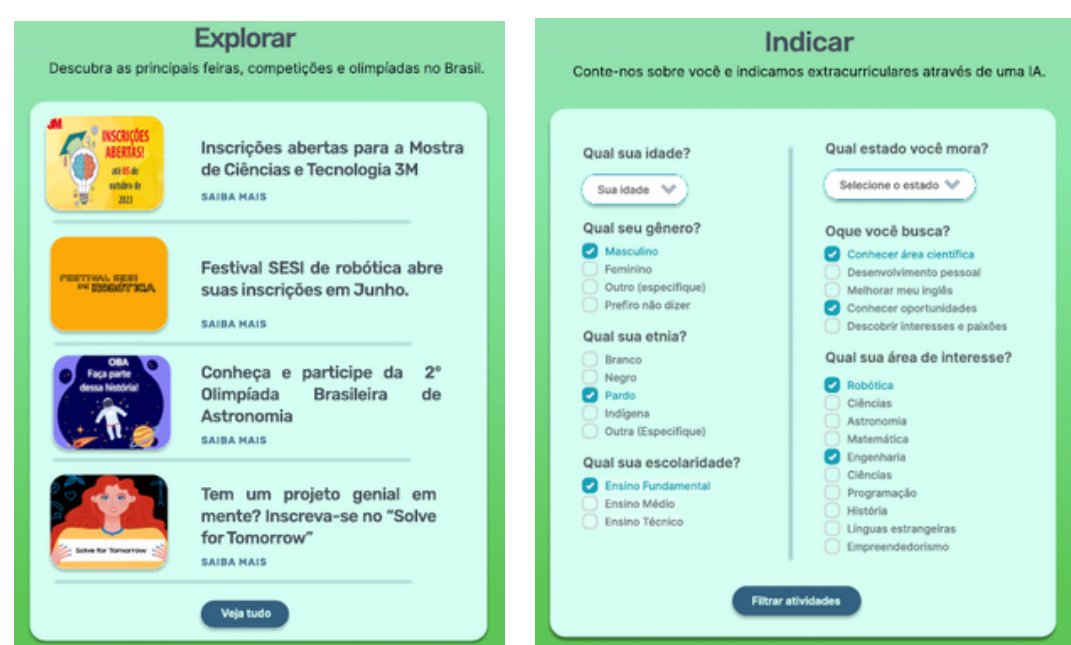 Explorar
Descubra as principais feiras, competições e olimpíadas no Brasil.
3M
INSCRIÇÕES
ABERTAS!
até 05 de
outubro de
2023
Inscrições abertas para a Mostra
de Ciências e Tecnologia 3M
SAIBA MAIS
FESTIVAL SESI
DE ROBÓTICA
Festival SESI de robótica abre
suas inscrições em Junho.
SAIBA MAIS
OBA
Faça parte
dessa história!
Conheça e participe da 2°
Olimpíada Brasileira de
Astronomia
SAIBA MAIS
Solve for Tomorrow
Tem um projeto genial em
mente? Inscreva-se no “Solve
for Tomorrow”
SAIBA MAIS
Veja tudo
Indicar
Conte-nos sobre você e indicamos extracurriculares através de uma IA.
Qual sua idade?
Sua idade
Qual seu gênero?
Masculino
Feminino
Outro (especifique)
Prefiro não dizer
Qual sua etnia?
Branco
Negro
Pardo
Indígena
Outra (Especifique)
Qual sua escolaridade?
Ensino Fundamental
Ensino Médio
Ensino Técnico
Qual estado você mora?
Selecione o estado
Oque você busca?
Conhecer área científica
Desenvolvimento pessoal
Melhorar meu inglês
Conhecer oportunidades
Descobrir interesses e paixões
Qual sua área de interesse?
Robótica
Ciências
Astronomia
Matemática
Engenharia
Ciências
Programação
História
Línguas estrangeiras
Empreendedorismo
Filtrar atividades